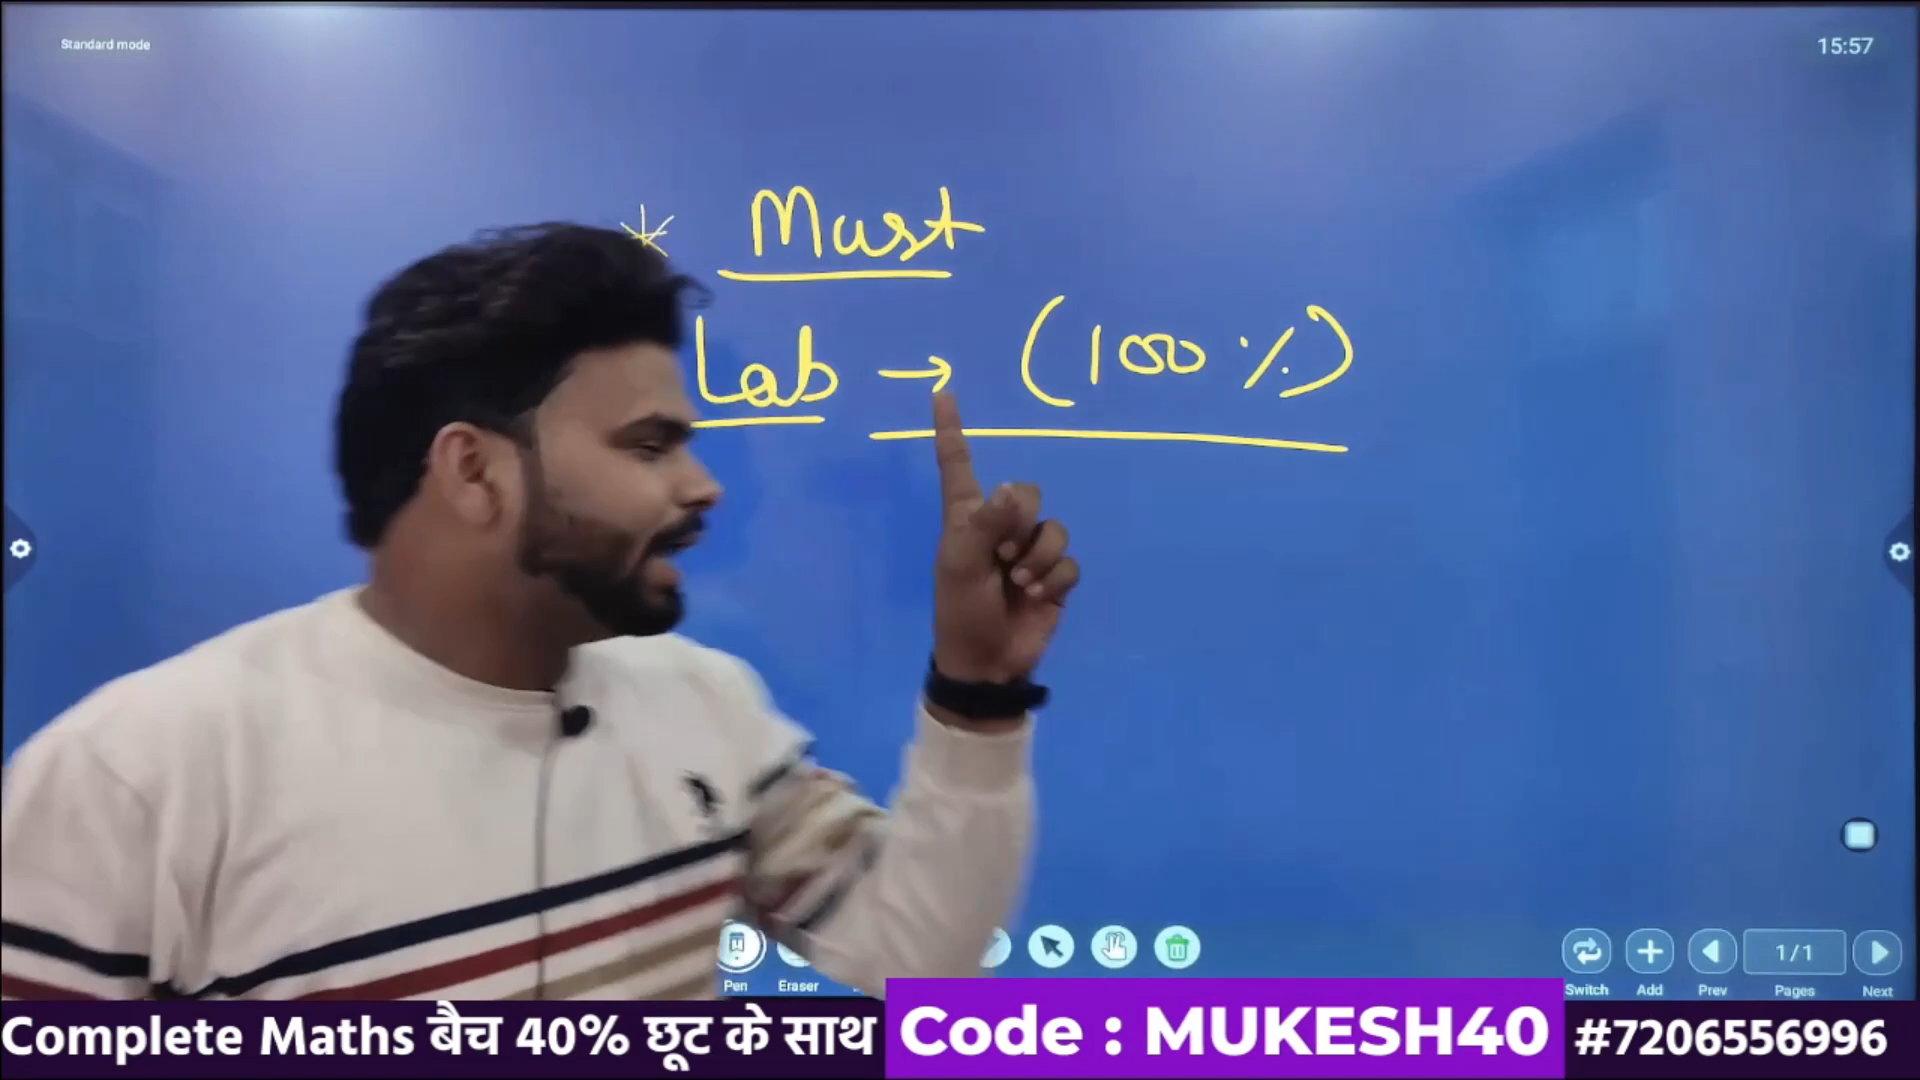 Standard mode
15:57
* Must
Lab → (100%)
Pen Eraser
Switch Add Prev 1/1 Pages Next
Complete Maths बैच 40% छूट के साथ Code : MUKESH40 #7206556996